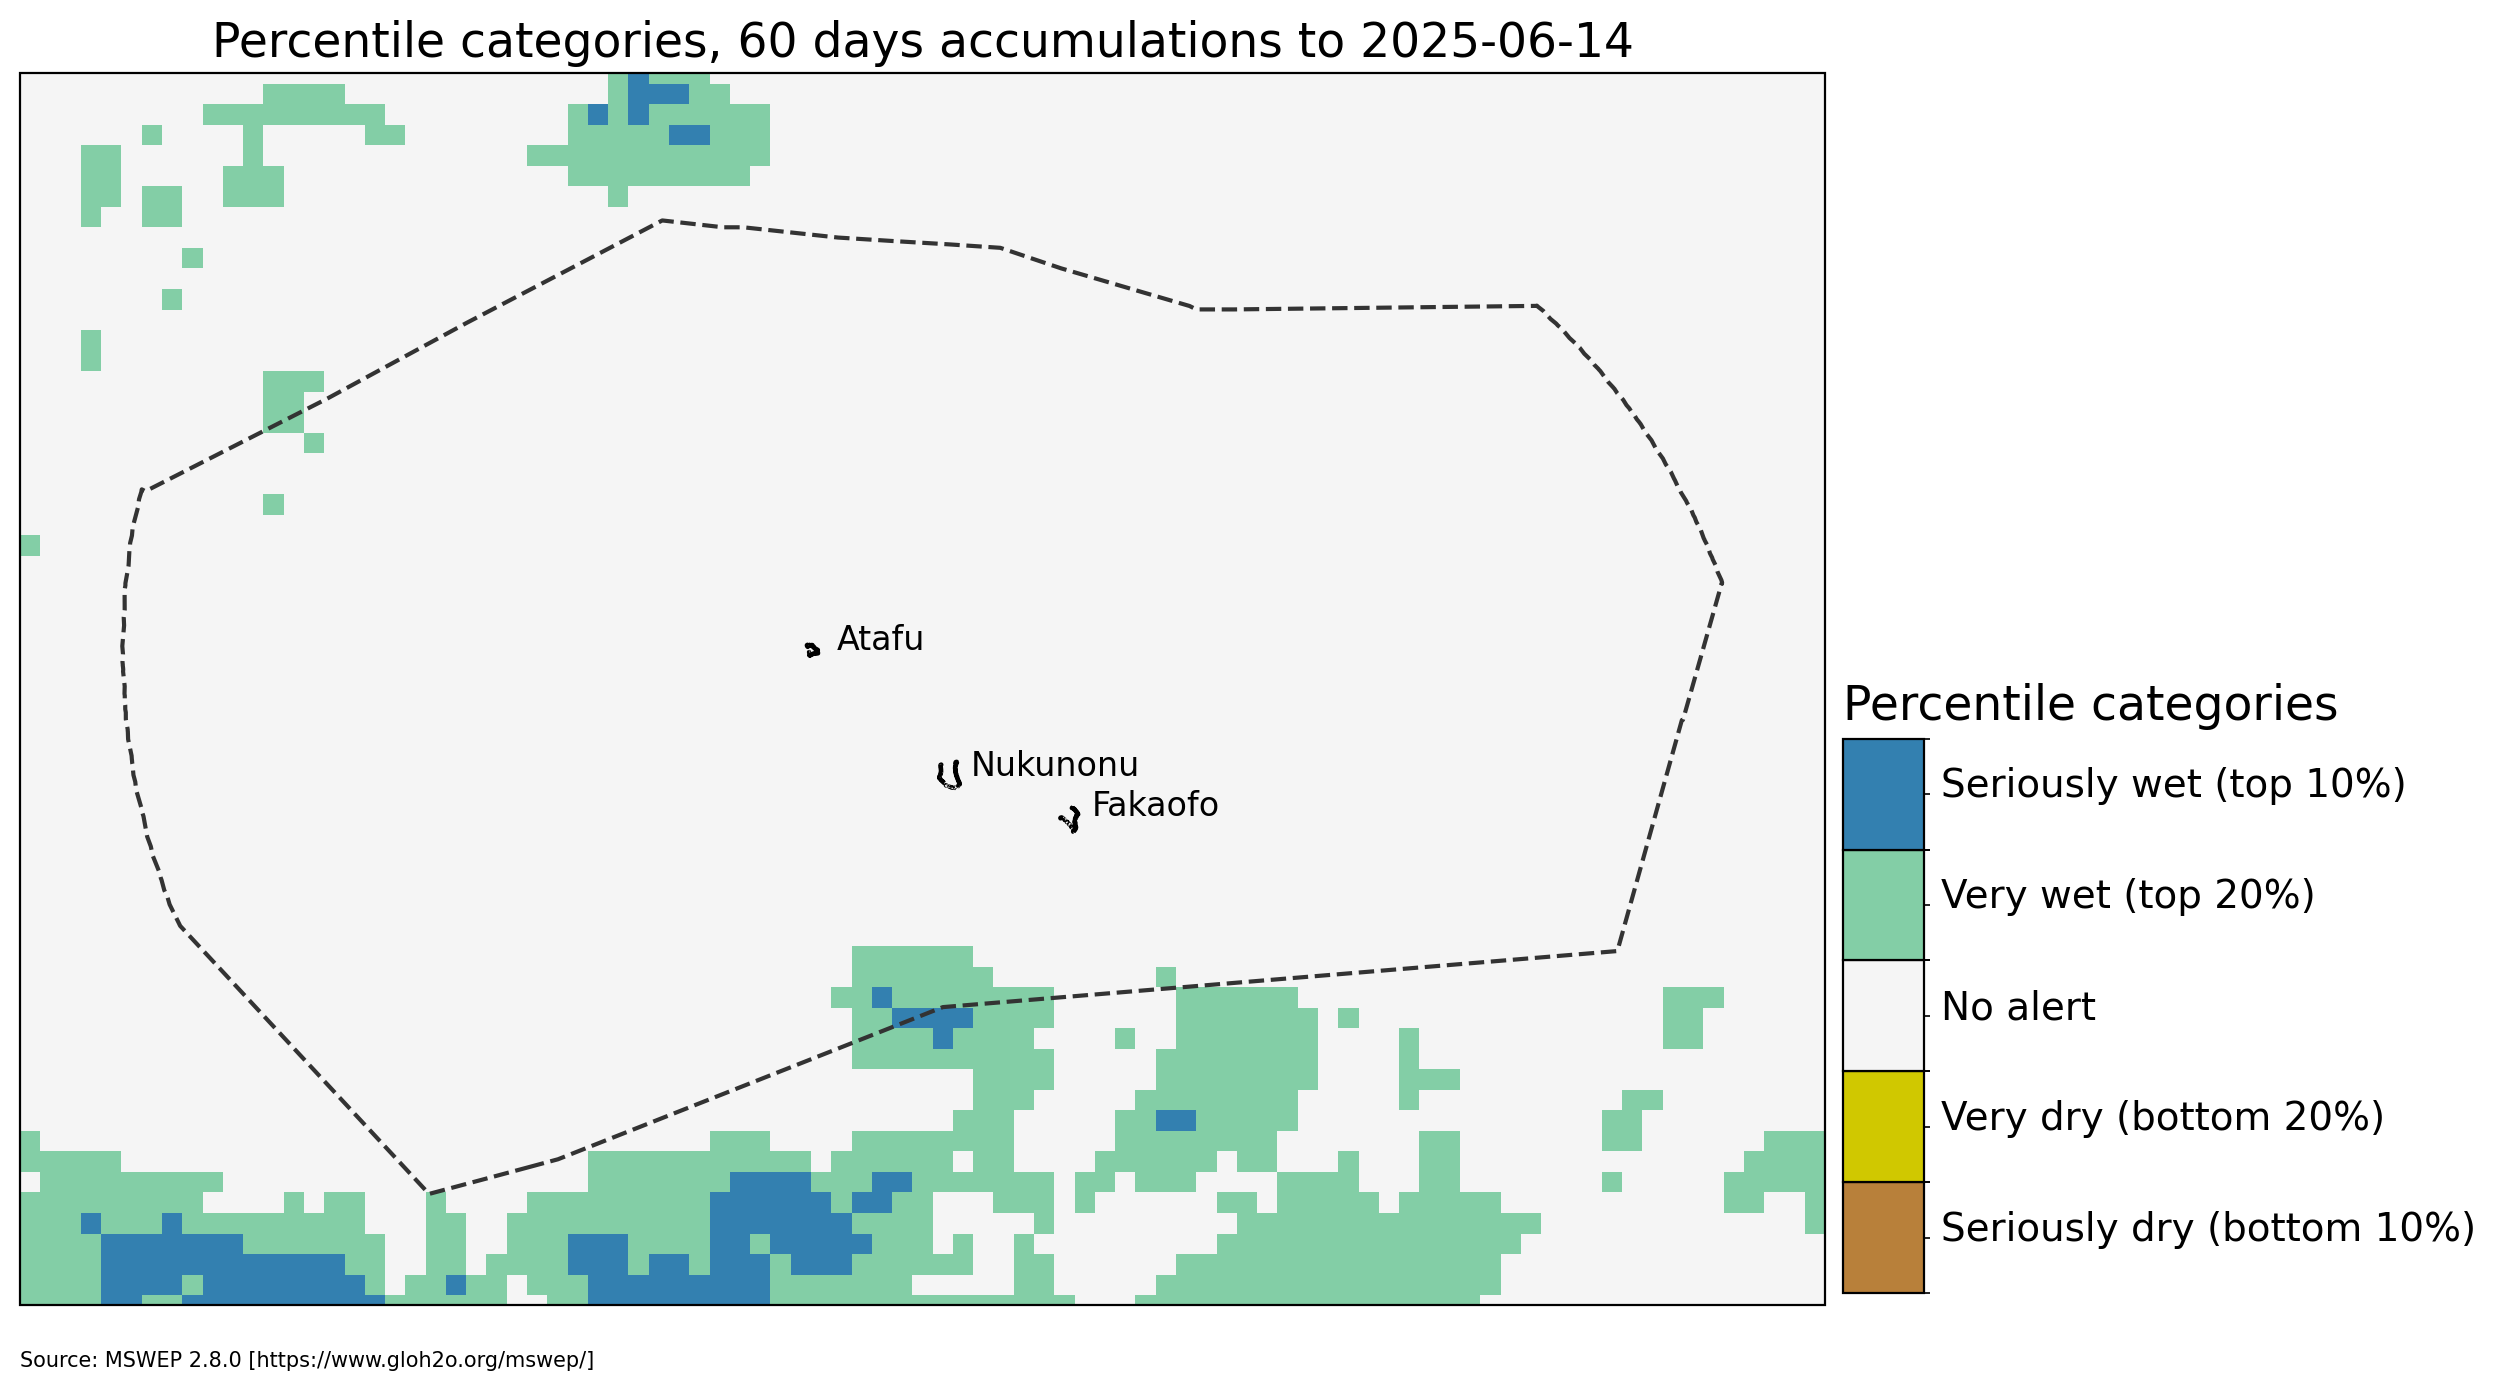 Percentile categories, 60 days accumulations to 2025-06-14
Atafu
Nukunonu
Fakaofo
Percentile categories
Seriously wet (top 10%)
Very wet (top 20%)
No alert
Very dry (bottom 20%)
Seriously dry (bottom 10%)
Source: MSWEP 2.8.0 [https://www.gloh2o.org/mswep/]